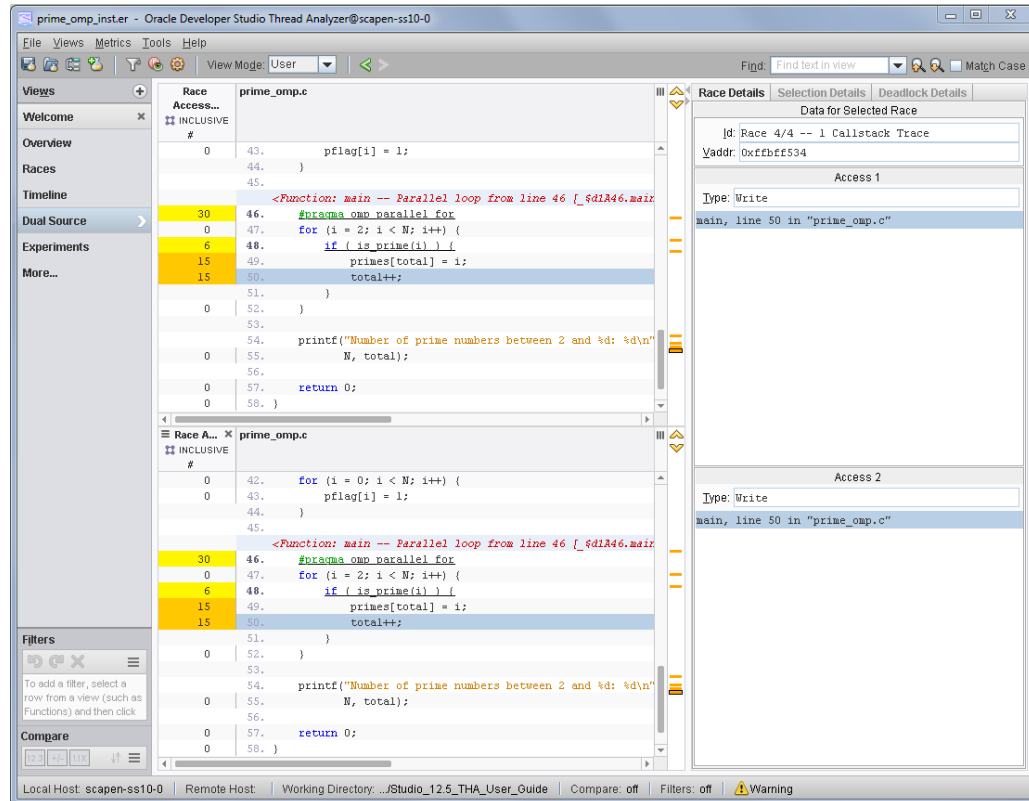 prime_omp_inst.er - Oracle Developer Studio Thread Analyzer@scapen-ss10-0
File Views Metrics Tools Help
View Mode: User Find: Find text in view Match Case
Views
Welcome
Overview
Races
Timeline
Dual Source
Experiments
More...
Filters
To add a filter, select a
row from a view (such as
Functions) and then click
Compare
12.3 +/- 1.1X
Race prime_omp.c
Access...
INCLUSIVE
#
0 43. pflag[i] = 1;
44. }
45.
<Function: main -- Parallel loop from line 46 [_$d1A46.main
30 46. #pragma omp parallel for
0 47. for (i = 2; i < N; i++) {
6 48. if ( is_prime(i) ) {
15 49. primes[total] = i;
15 50. total++;
51. }
0 52. }
53.
54. printf("Number of prime numbers between 2 and %d: %d\n"
0 55. N, total);
56.
0 57. return 0;
0 58. }
Race A... prime_omp.c
INCLUSIVE
#
0 42. for (i = 0; i < N; i++) {
0 43. pflag[i] = 1;
44. }
45.
<Function: main -- Parallel loop from line 46 [_$d1A46.main
30 46. #pragma omp parallel for
0 47. for (i = 2; i < N; i++) {
6 48. if ( is_prime(i) ) {
15 49. primes[total] = i;
15 50. total++;
51. }
0 52. }
53.
54. printf("Number of prime numbers between 2 and %d: %d\n"
0 55. N, total);
56.
0 57. return 0;
0 58. }
Race Details Selection Details Deadlock Details
Data for Selected Race
Id: Race 4/4 -- 1 Callstack Trace
Vaddr: 0xffbff534
Access 1
Type: Write
main, line 50 in "prime_omp.c"
Access 2
Type: Write
main, line 50 in "prime_omp.c"
Local Host: scapen-ss10-0 Remote Host: Working Directory: .../Studio_12.5_THA_User_Guide Compare: off Filters: off Warning